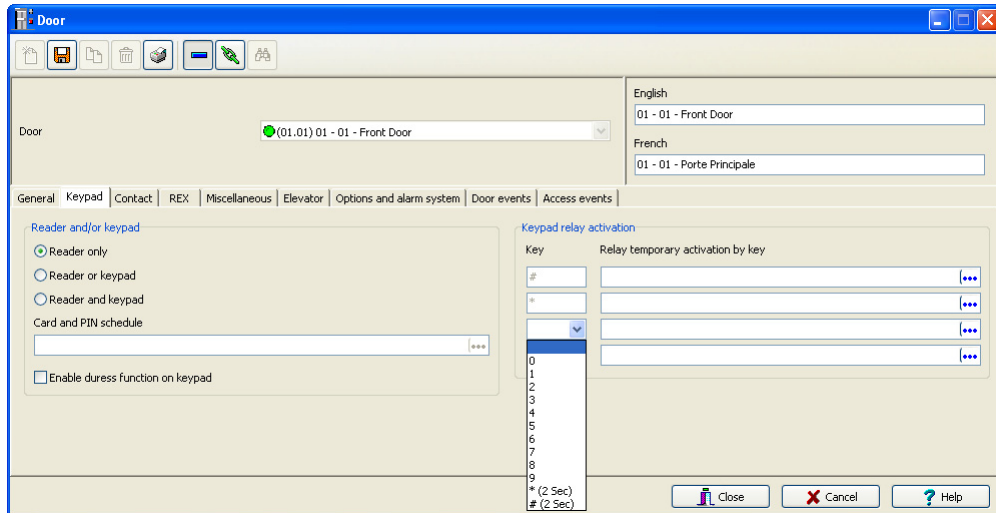 Door
English
01 - 01 - Front Door
Door
(01.01) 01 - 01 - Front Door
French
01 - 01 - Porte Principale
General Keypad Contact REX Miscellaneous Elevator Options and alarm system Door events Access events
Reader and/or keypad
Reader only
Reader or keypad
Reader and keypad
Card and PIN schedule
Enable duress function on keypad
Keypad relay activation
Key Relay temporary activation by key
#
*
0
1
2
3
4
5
6
7
8
9
* (2 Sec)
# (2 Sec)
Close Cancel ? Help